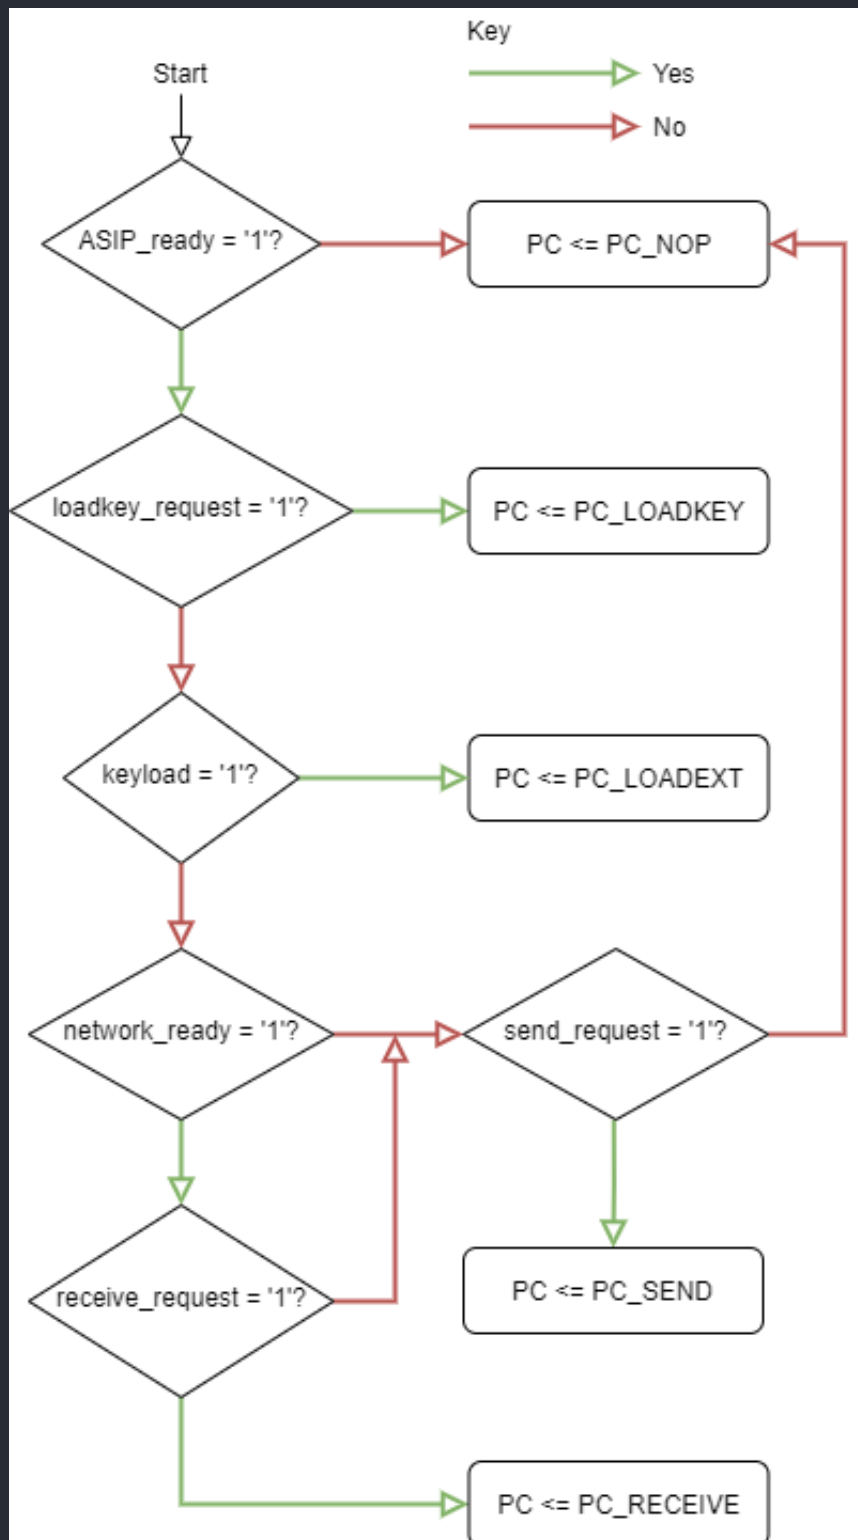 Key
Start
Yes
No
ASIP_ready = '1'?
PC <= PC_NOP
loadkey_request = '1'?
PC <= PC_LOADKEY
keyload = '1'?
PC <= PC_LOADEXT
network_ready = '1'?
send_request = '1'?
receive_request = '1'?
PC <= PC_SEND
PC <= PC_RECEIVE